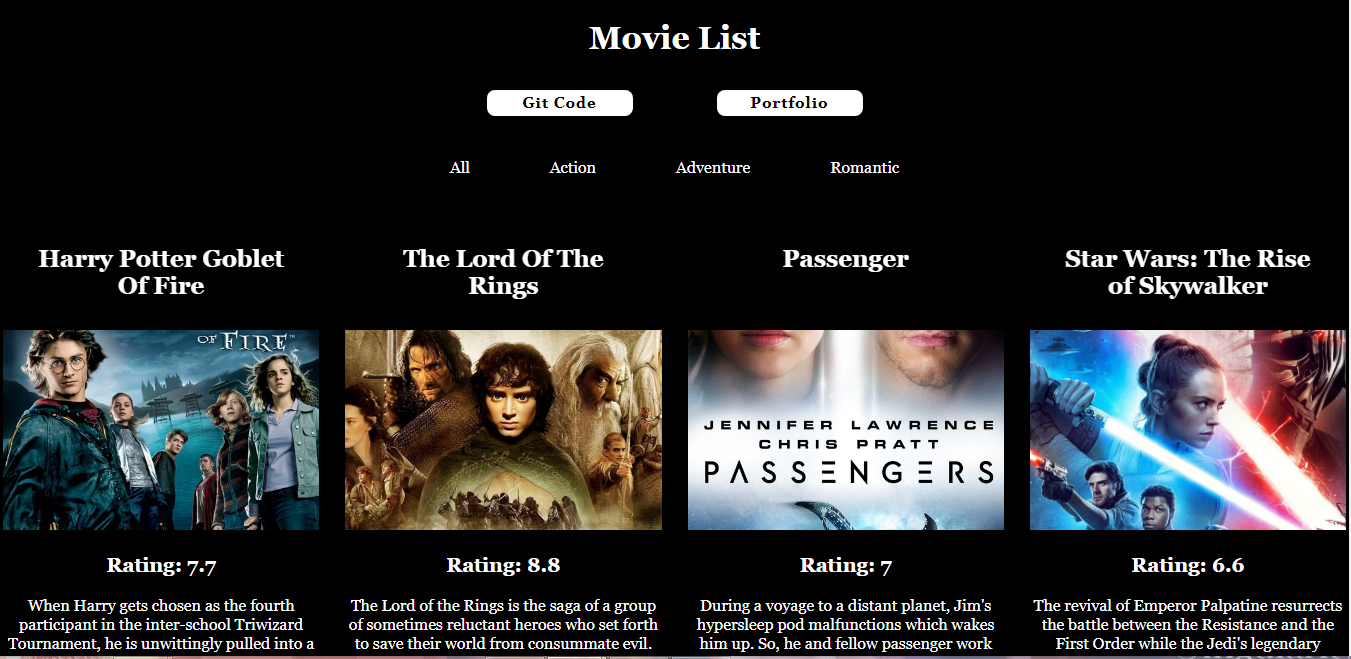 Movie List
Git Code
Portfolio
All
Action
Adventure
Romantic
Harry Potter Goblet
Of Fire
OF FIRE™
Rating: 7.7
When Harry gets chosen as the fourth
participant in the inter-school Triwizard
Tournament, he is unwittingly pulled into a
The Lord Of The
Rings
Rating: 8.8
The Lord of the Rings is the saga of a group
of sometimes reluctant heroes who set forth
to save their world from consummate evil.
Passenger
JENNIFER LAWRENCE
CHRIS PRATT
PASSENGERS
Rating: 7
During a voyage to a distant planet, Jim's
hypersleep pod malfunctions which wakes
him up. So, he and fellow passenger work
Star Wars: The Rise
of Skywalker
Rating: 6.6
The revival of Emperor Palpatine resurrects
the battle between the Resistance and the
First Order while the Jedi's legendary